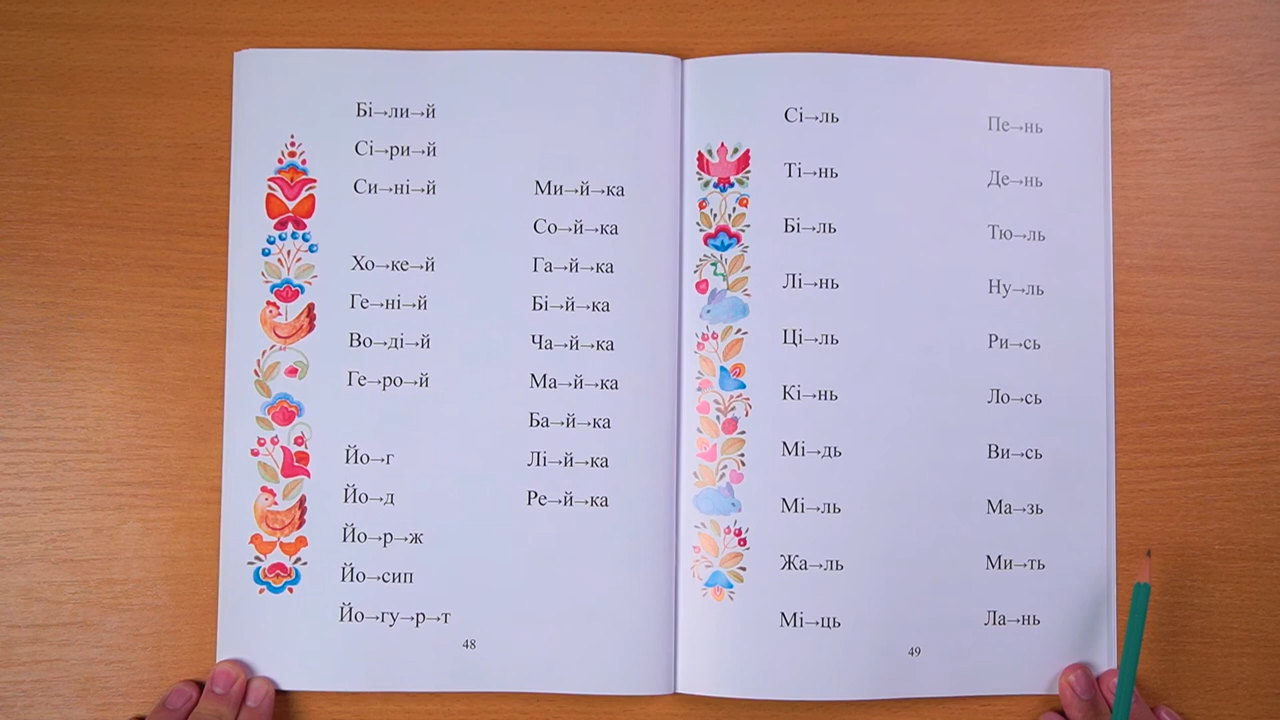 Бі→ли→й
Сі→ри→й
Си→ні→й
Хо→ке→й
Ге→ні→й
Во→ді→й
Ге→ро→й
Йо→г
Йо→д
Йо→р→ж
Йо→сип
Йо→гу→р→т
Ми→й→ка
Со→й→ка
Га→й→ка
Бі→й→ка
Ча→й→ка
Ма→й→ка
Ба→й→ка
Лі→й→ка
Ре→й→ка
48
Сі→ль
Ті→нь
Бі→ль
Лі→нь
Ці→ль
Кі→нь
Мі→дь
Мі→ль
Жа→ль
Мі→ць
Пе→нь
Де→нь
Тю→ль
Ну→ль
Ри→сь
Ло→сь
Ви→сь
Ма→зь
Ми→ть
Ла→нь
49